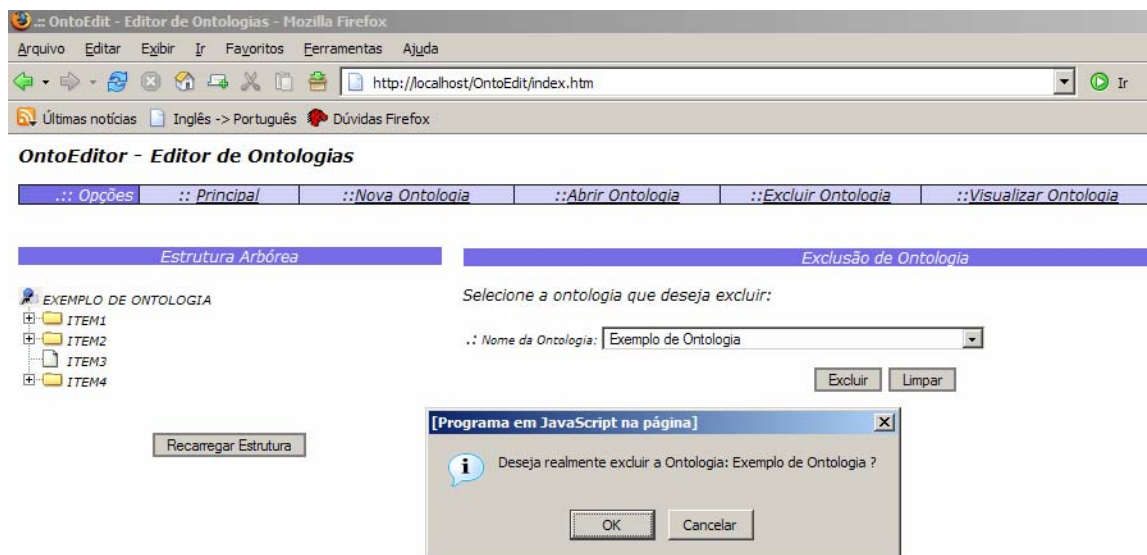 .:: OntoEdit - Editor de Ontologias - Mozilla Firefox
Arquivo Editar Exibir Ir Favoritos Ferramentas Ajuda
http://localhost/OntoEdit/index.htm Ir
Últimas notícias Inglês -> Português Dúvidas Firefox
OntoEditor - Editor de Ontologias
.:: Opções :: Principal ::Nova Ontologia ::Abrir Ontologia ::Excluir Ontologia ::Visualizar Ontologia
Estrutura Arbórea Exclusão de Ontologia
EXEMPLO DE ONTOLOGIA
ITEM1
ITEM2
ITEM3
ITEM4
Recarregar Estrutura
Selecione a ontologia que deseja excluir:
.: Nome da Ontologia: Exemplo de Ontologia
Excluir Limpar
[Programa em JavaScript na página]
Deseja realmente excluir a Ontologia: Exemplo de Ontologia ?
OK Cancelar